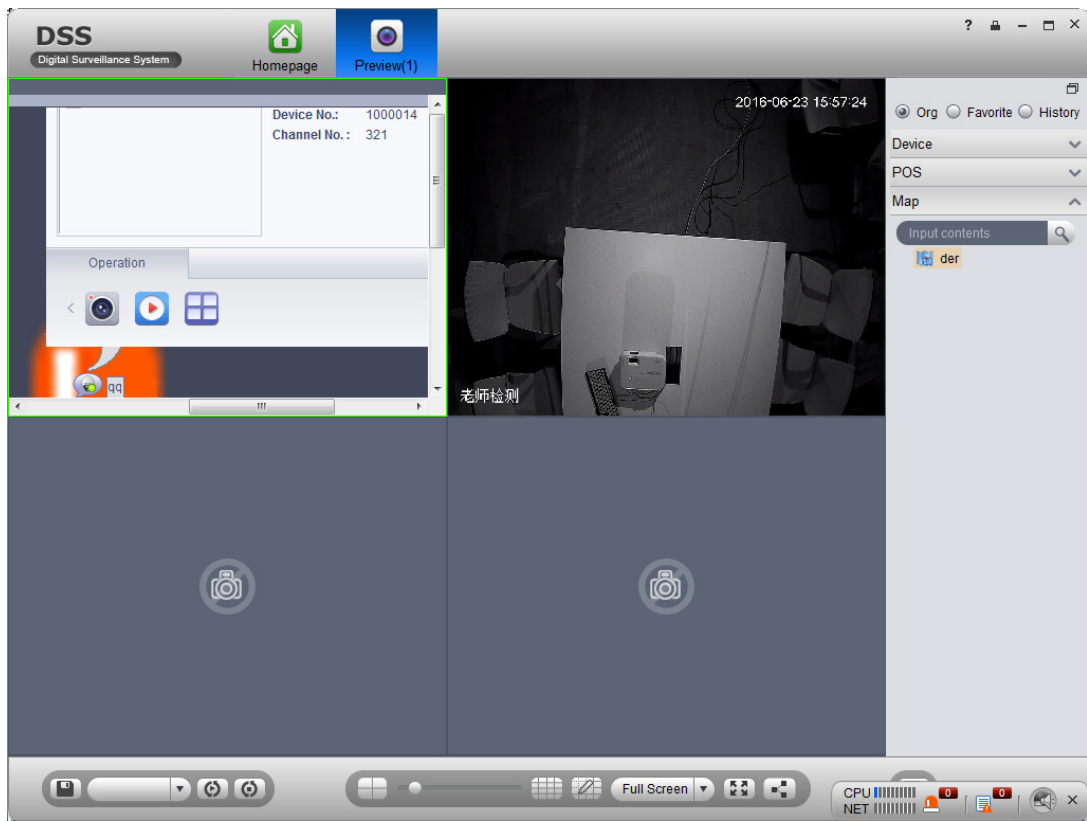 DSS
Digital Surveillance System
Homepage
Preview(1)
?
Device No.: 1000014
Channel No. : 321
Operation
qq
2016-06-23 15:57:24
老师检测
Org Favorite History
Device
POS
Map
Input contents
der
Full Screen
CPU
NET
0
0